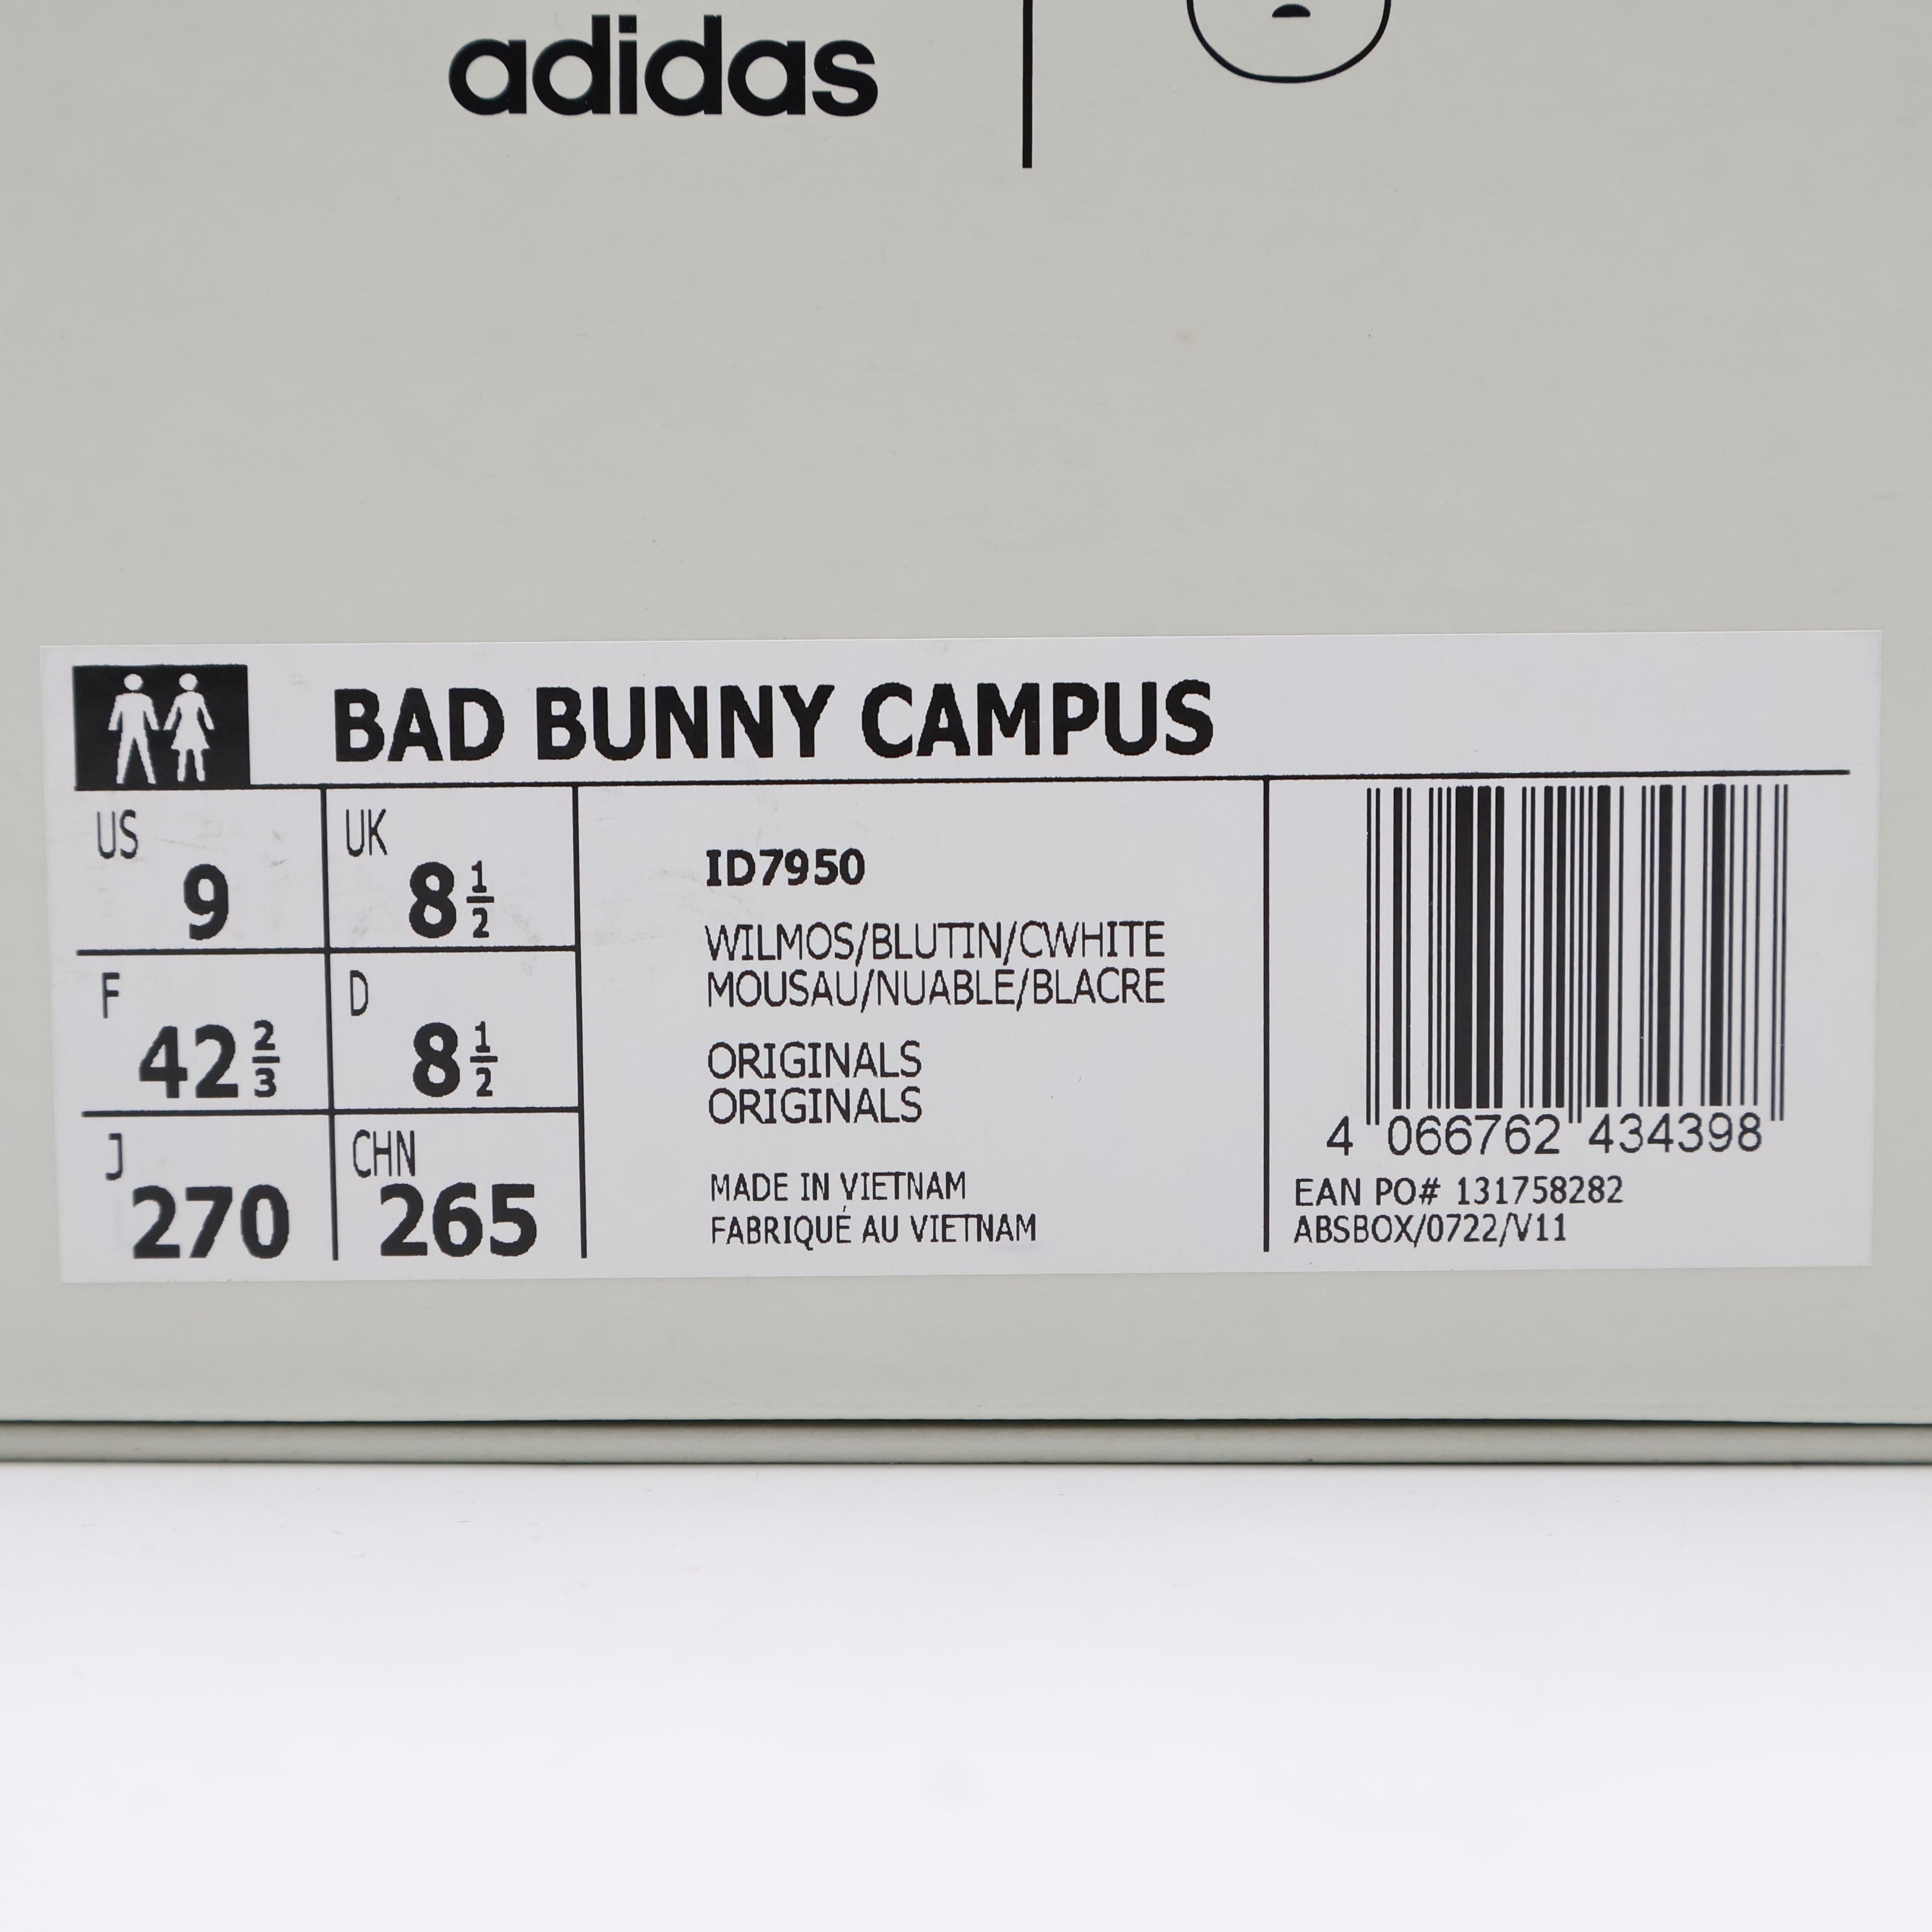 adidas
BAD BUNNY CAMPUS
US
9
UK
8 1/2
F
42 2/3
D
8 1/2
J
270
CHN
265
ID7950
WILMOS/BLUTIN/CWHITE
MOUSAU/NUABLE/BLACRE
ORIGINALS
ORIGINALS
MADE IN VIETNAM
FABRIQUÉ AU VIETNAM
4 066762 434398
EAN PO# 131758282
ABSBOX/0722/V11